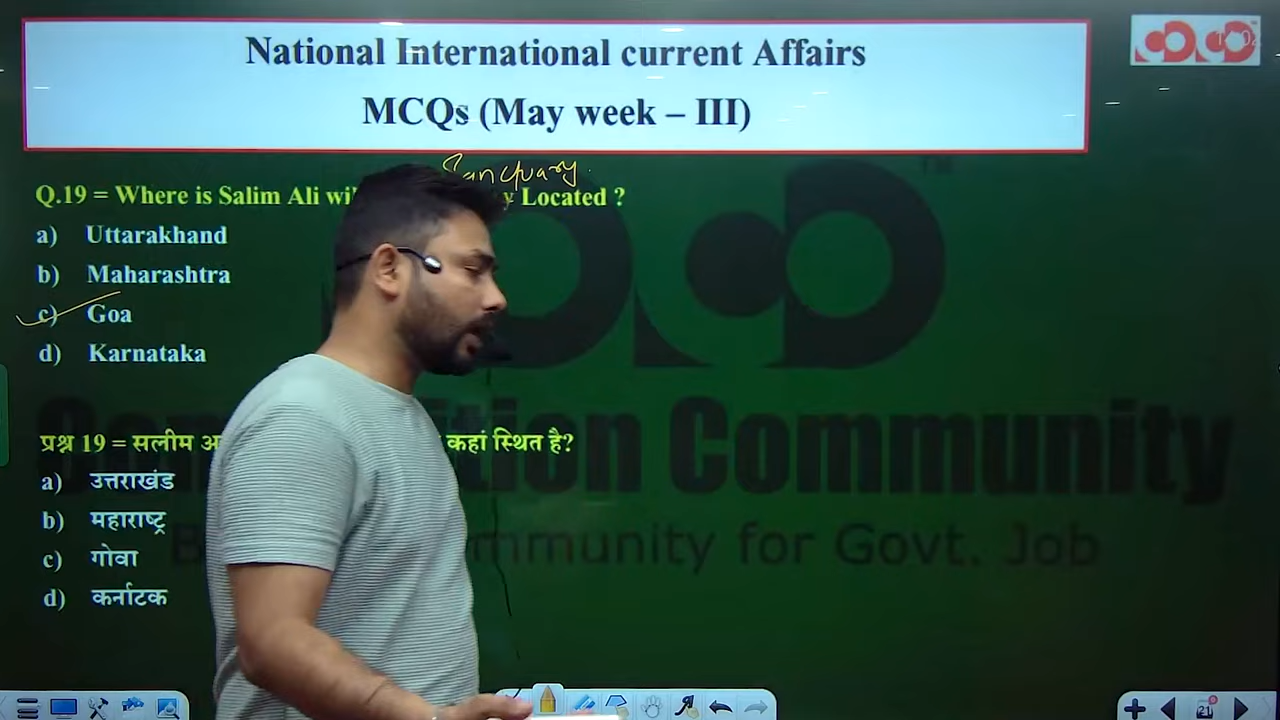 National International current Affairs
MCQs (May week – III)
Sanctuary
Q.19 = Where is Salim Ali Located ?
a) Uttarakhand
b) Maharashtra
c) Goa
d) Karnataka
प्रश्न 19 = सलीम कहां स्थित है?
a) उत्तराखंड
b) महाराष्ट्र
c) गोवा
d) कर्नाटक
Community
mmunity for Govt. Job
21